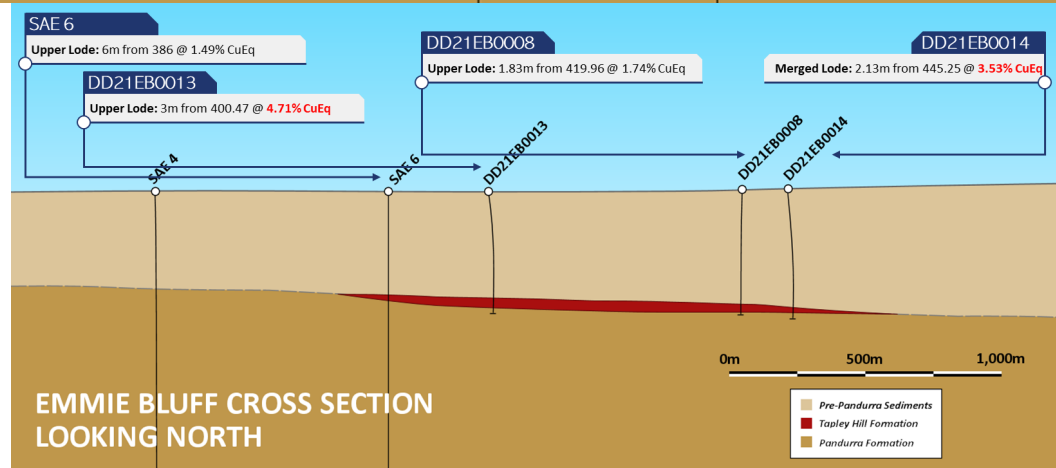 SAE 6
Upper Lode: 6m from 386 @ 1.49% CuEq
DD21EB0013
Upper Lode: 3m from 400.47 @ 4.71% CuEq
DD21EB0008
Upper Lode: 1.83m from 419.96 @ 1.74% CuEq
DD21EB0014
Merged Lode: 2.13m from 445.25 @ 3.53% CuEq
SAE 4
SAE 6
DD21EB0013
DD21EB0008
DD21EB0014
0m 500m 1,000m
EMMIE BLUFF CROSS SECTION
LOOKING NORTH
Pre-Pandurra Sediments
Tapley Hill Formation
Pandurra Formation